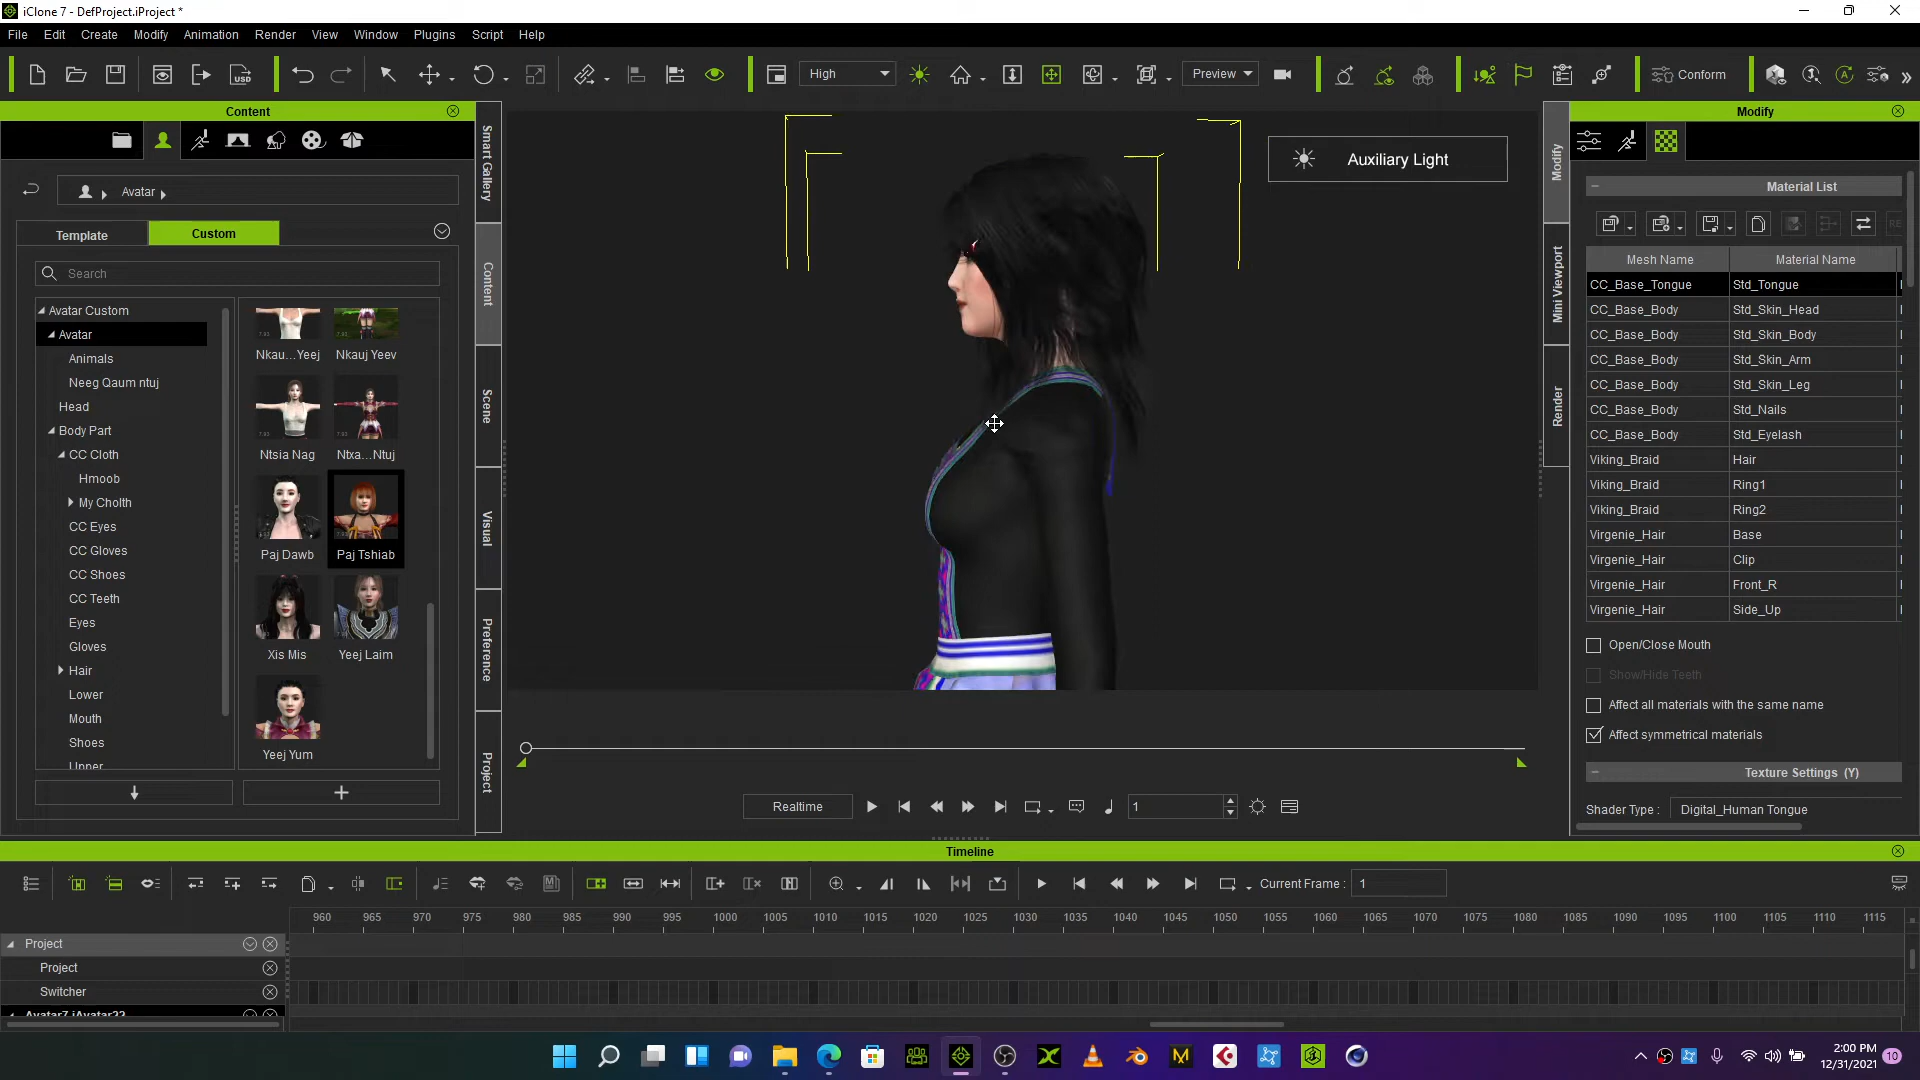 iClone 7 - DefProject.iProject *
File Edit Create Modify Animation Render View Window Plugins Script Help
USD High Preview Conform
Content
Avatar
Template Custom
Search
Avatar Custom
Avatar
Animals
Neeg Qaum ntuj
Head
Body Part
CC Cloth
Hmoob
My Cholth
CC Eyes
CC Gloves
CC Shoes
CC Teeth
Eyes
Gloves
Hair
Lower
Mouth
Shoes
Upper
Nkau...Yeej Nkauj Yeev
Ntsia Nag Ntxa...Ntuj
Paj Dawb Paj Tshiab
Xis Mis Yeej Laim
Yeej Yum
Smart Gallery
Content
Scene
Visual
Preference
Project
Auxiliary Light
Realtime 1
Modify
Mini Viewport
Render
Modify
Material List
Mesh Name Material Name
CC_Base_Tongue Std_Tongue
CC_Base_Body Std_Skin_Head
CC_Base_Body Std_Skin_Body
CC_Base_Body Std_Skin_Arm
CC_Base_Body Std_Skin_Leg
CC_Base_Body Std_Nails
CC_Base_Body Std_Eyelash
Viking_Braid Hair
Viking_Braid Ring1
Viking_Braid Ring2
Virgenie_Hair Base
Virgenie_Hair Clip
Virgenie_Hair Front_R
Virgenie_Hair Side_Up
Open/Close Mouth
Show/Hide Teeth
Affect all materials with the same name
Affect symmetrical materials
Texture Settings (Y)
Shader Type : Digital_Human Tongue
Timeline
Current Frame : 1
960 965 970 975 980 985 990 995 1000 1005 1010 1015 1020 1025 1030 1035 1040 1045 1050 1055 1060 1065 1070 1075 1080 1085 1090 1095 1100 1105 1110 1115
Project
Project
Switcher
2:00 PM
12/31/2021
10